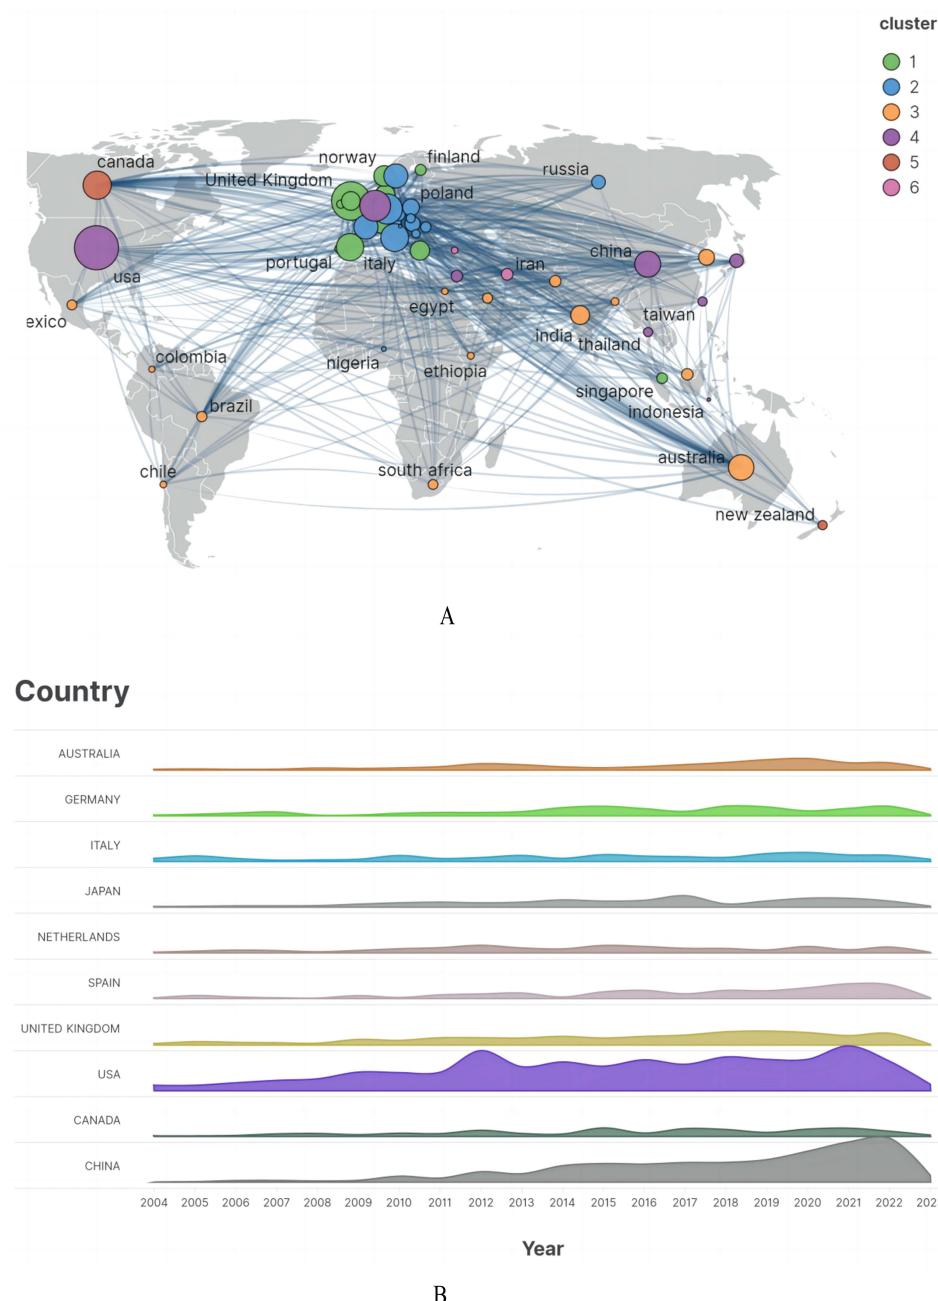 cluster
1
2
3
4
5
6
canada
norway
finland
United Kingdom
russia
poland
portugal
italy
iran
china
usa
egypt
exico
taiwan
india
thailand
colombia
nigeria
ethiopia
singapore
indonesia
brazil
chile
south africa
australia
new zealand
A
Country
AUSTRALIA
GERMANY
ITALY
JAPAN
NETHERLANDS
SPAIN
UNITED KINGDOM
USA
CANADA
CHINA
2004 2005 2006 2007 2008 2009 2010 2011 2012 2013 2014 2015 2016 2017 2018 2019 2020 2021 2022 202
Year
B